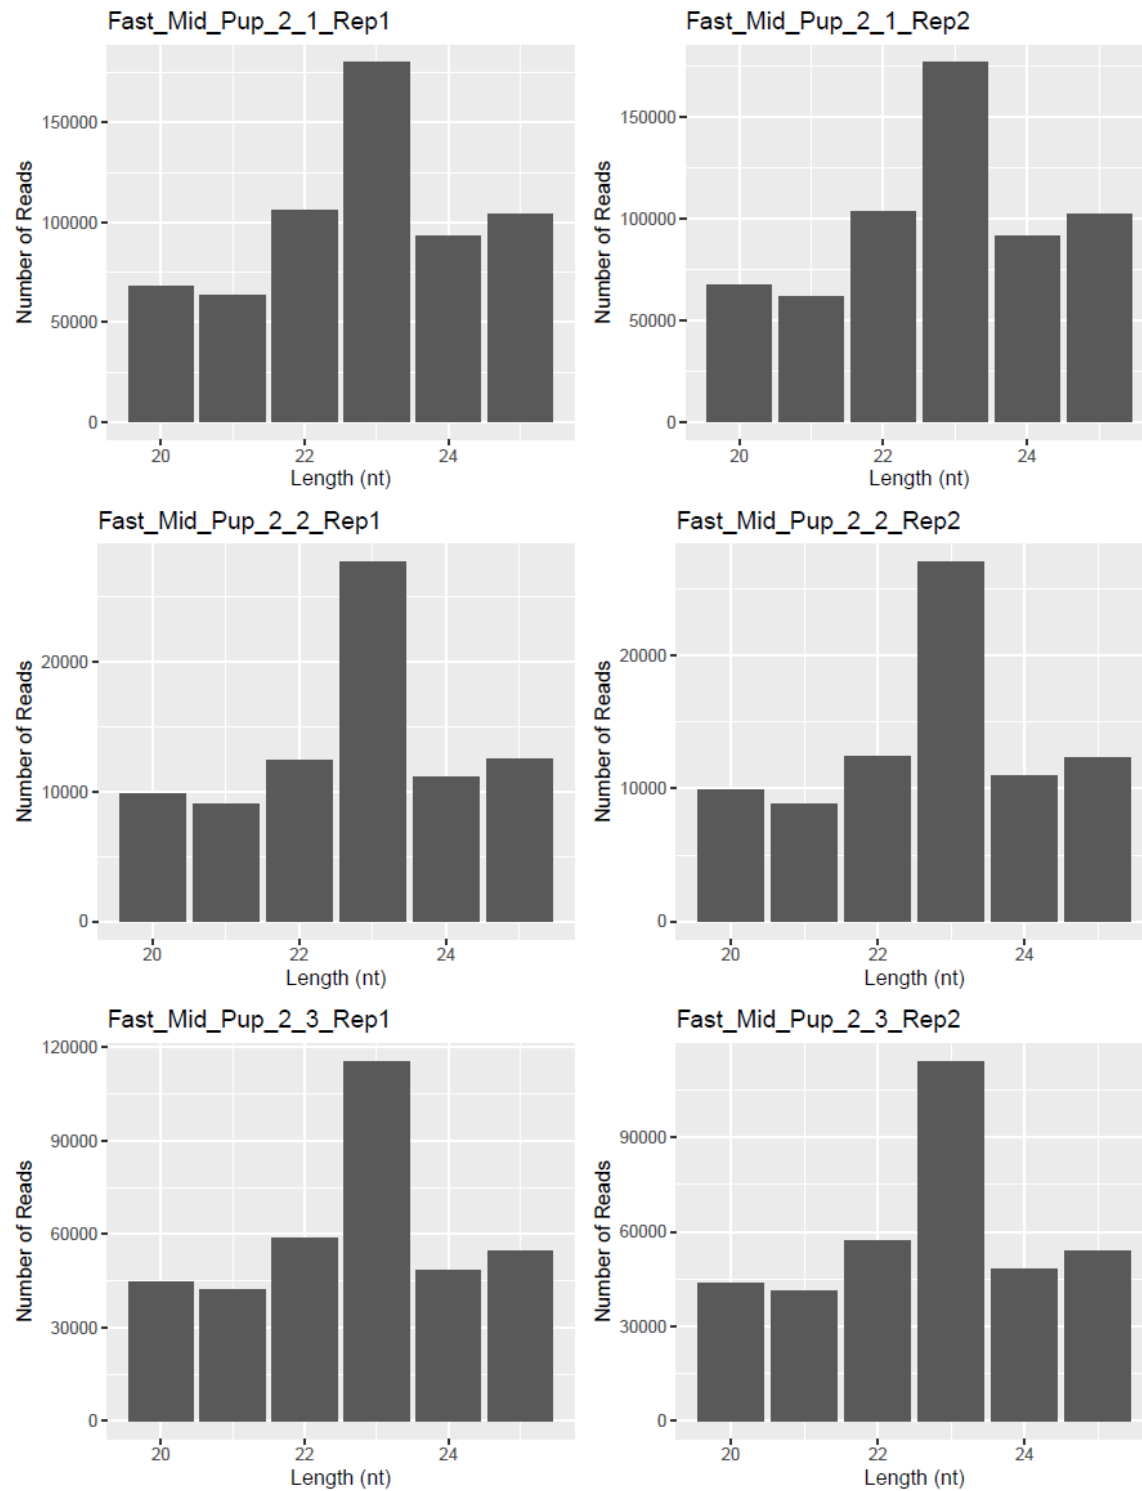 Fast_Mid_Pup_2_1_Rep1
Number of Reads
150000
100000
50000
0
20 22 24
Length (nt)
Fast_Mid_Pup_2_1_Rep2
Number of Reads
150000
100000
50000
0
20 22 24
Length (nt)
Fast_Mid_Pup_2_2_Rep1
Number of Reads
20000
10000
0
20 22 24
Length (nt)
Fast_Mid_Pup_2_2_Rep2
Number of Reads
20000
10000
0
20 22 24
Length (nt)
Fast_Mid_Pup_2_3_Rep1
Number of Reads
120000
90000
60000
30000
0
20 22 24
Length (nt)
Fast_Mid_Pup_2_3_Rep2
Number of Reads
90000
60000
30000
0
20 22 24
Length (nt)